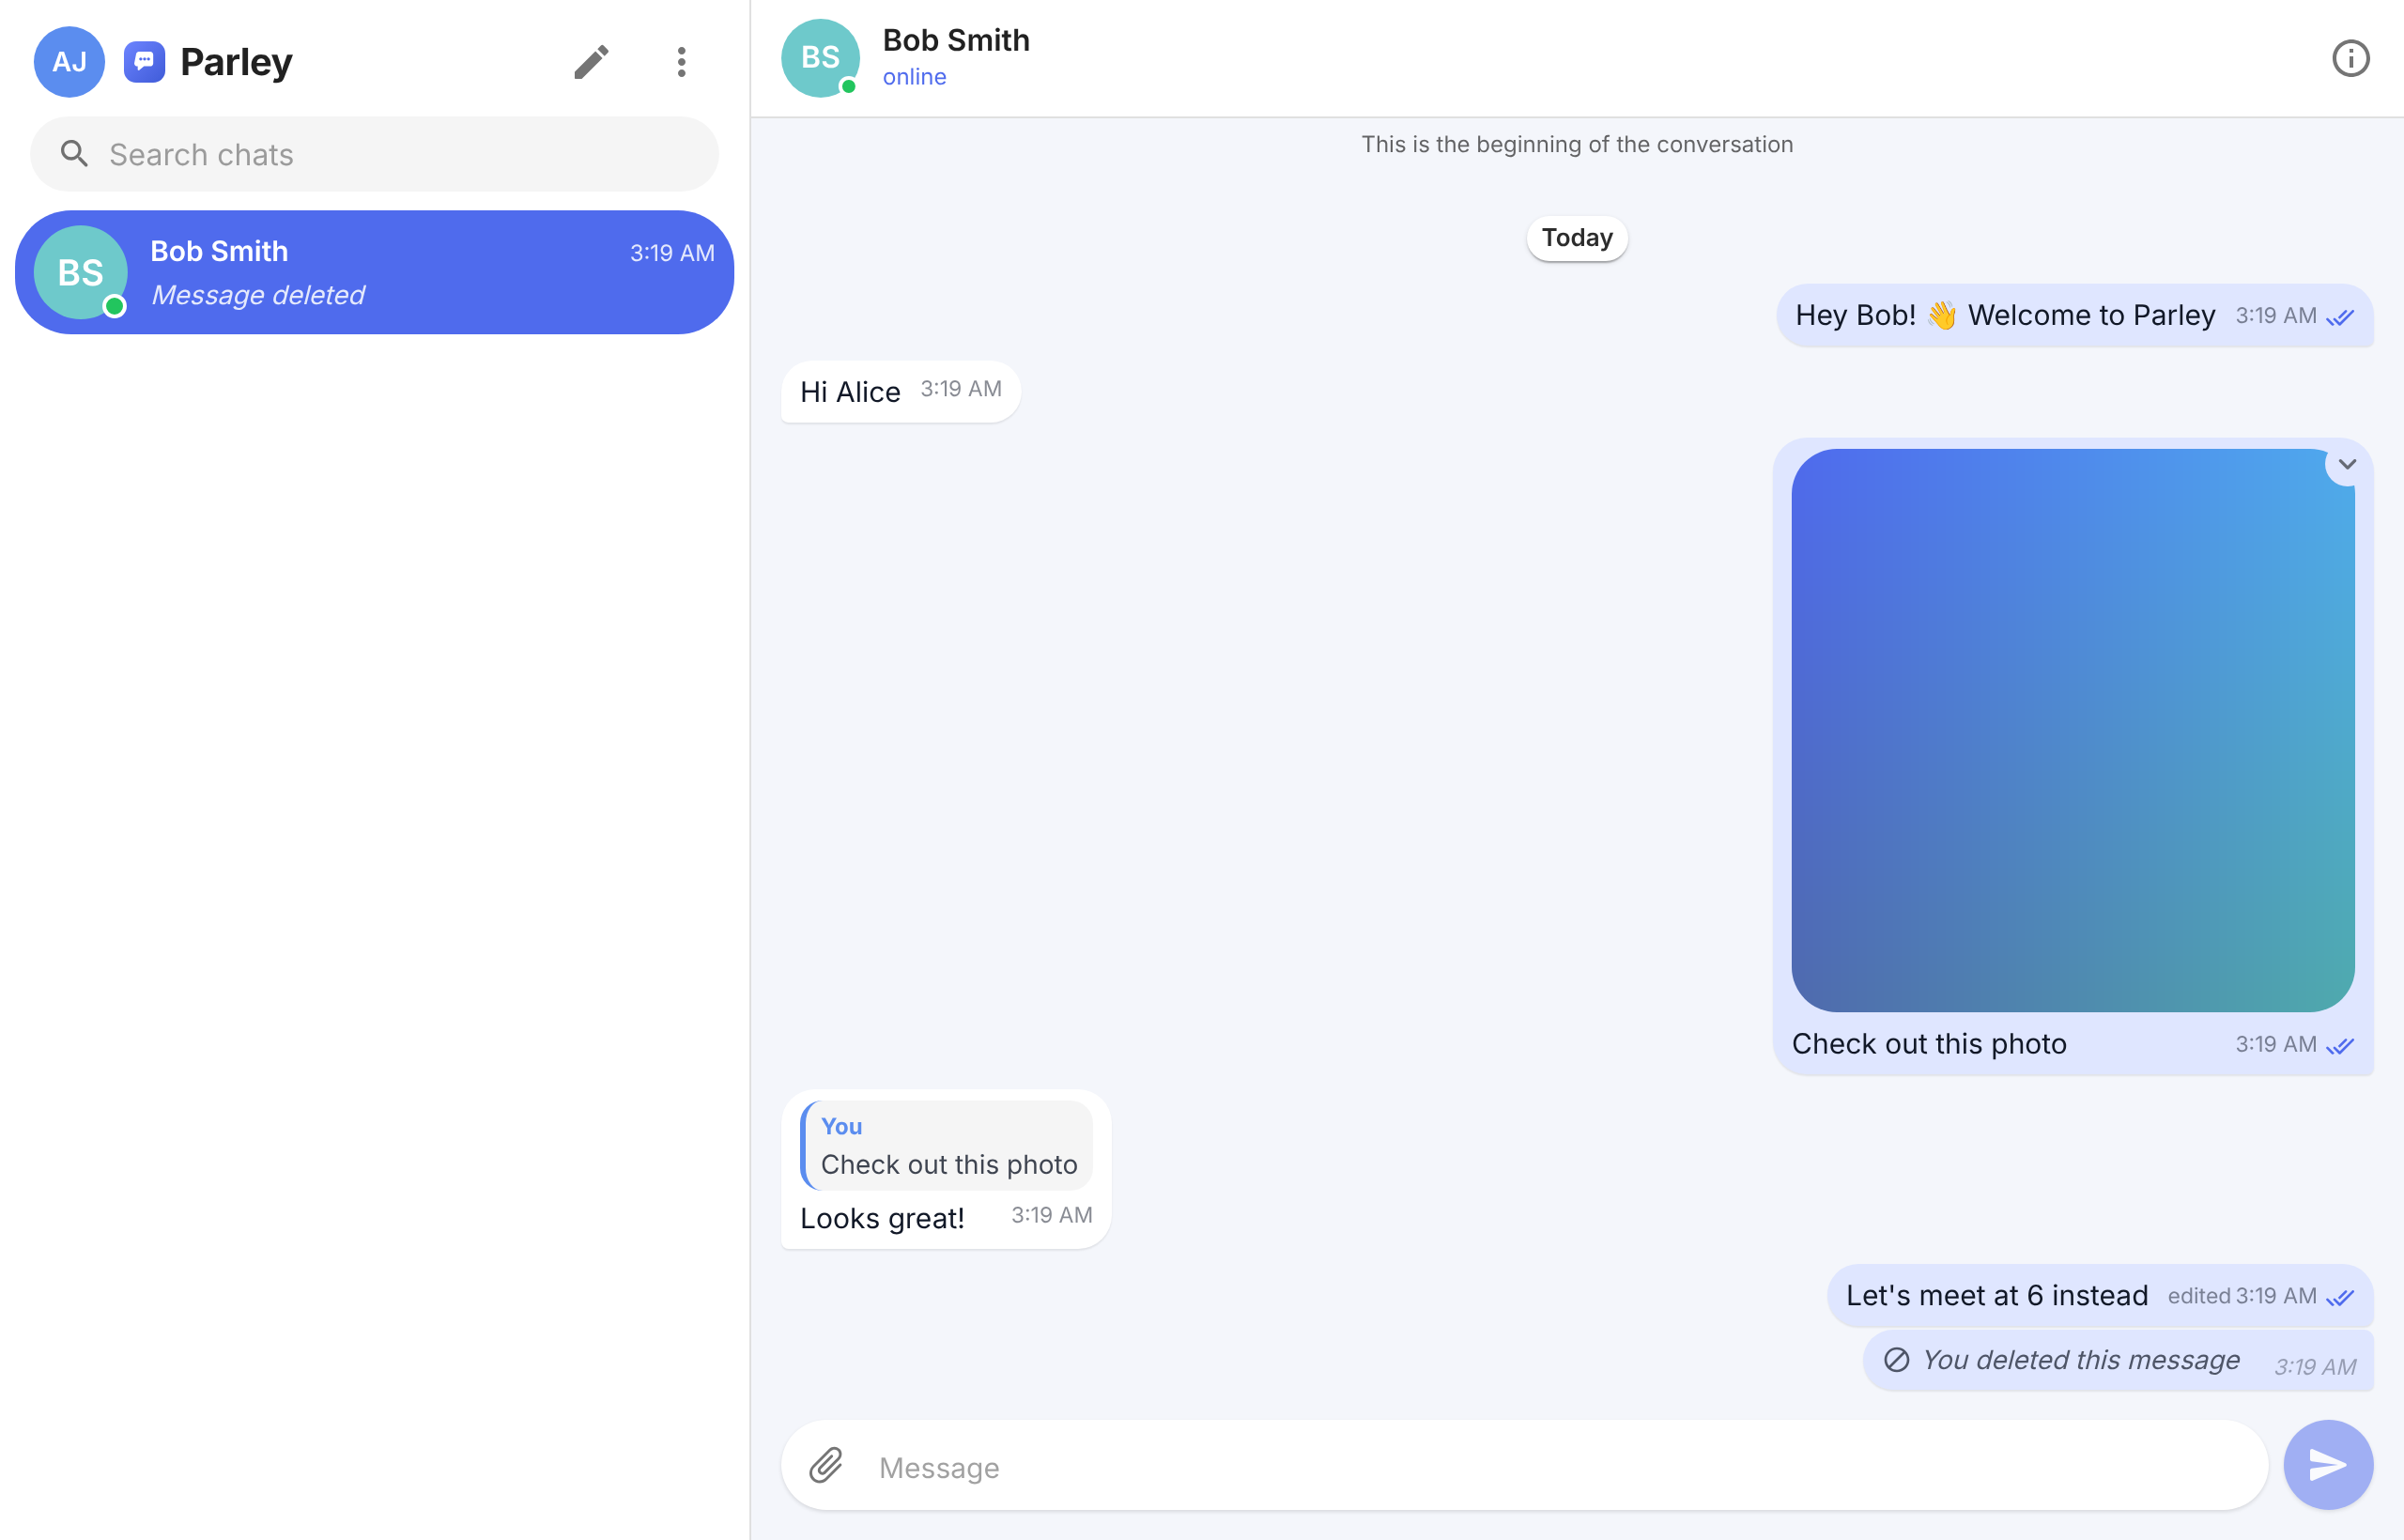 AJ
Parley
Search chats
BS
Bob Smith
3:19 AM
Message deleted
BS
Bob Smith
online
This is the beginning of the conversation
Today
Hey Bob! 👋 Welcome to Parley 3:19 AM
Hi Alice 3:19 AM
Check out this photo 3:19 AM
You
Check out this photo
Looks great! 3:19 AM
Let's meet at 6 instead edited 3:19 AM
You deleted this message 3:19 AM
Message